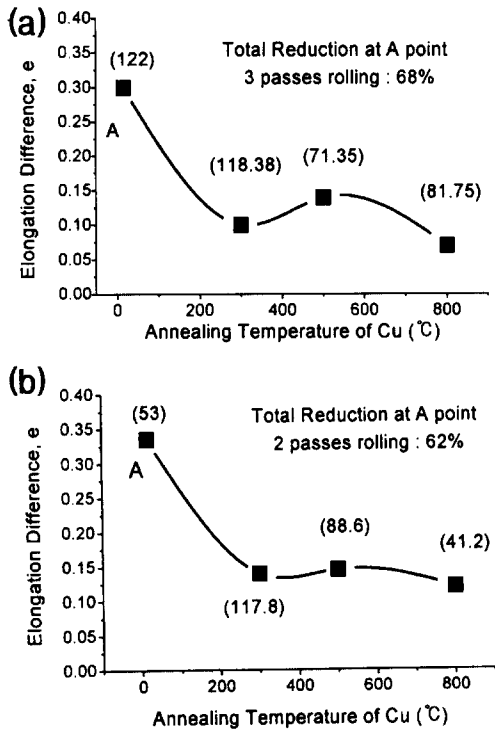 (a)
0.40
0.35
0.30
0.25
0.20
0.15
0.10
0.05
0.00
Elongation Difference, e
(122)
A
(118.38)
(71.35)
(81.75)
Total Reduction at A point
3 passes rolling : 68%
0 200 400 600 800
Annealing Temperature of Cu (℃)
(b)
0.40
0.35
0.30
0.25
0.20
0.15
0.10
0.05
0.00
Elongation Difference, e
(53)
A
(117.8)
(88.6)
(41.2)
Total Reduction at A point
2 passes rolling : 62%
0 200 400 600 800
Annealing Temperature of Cu (℃)